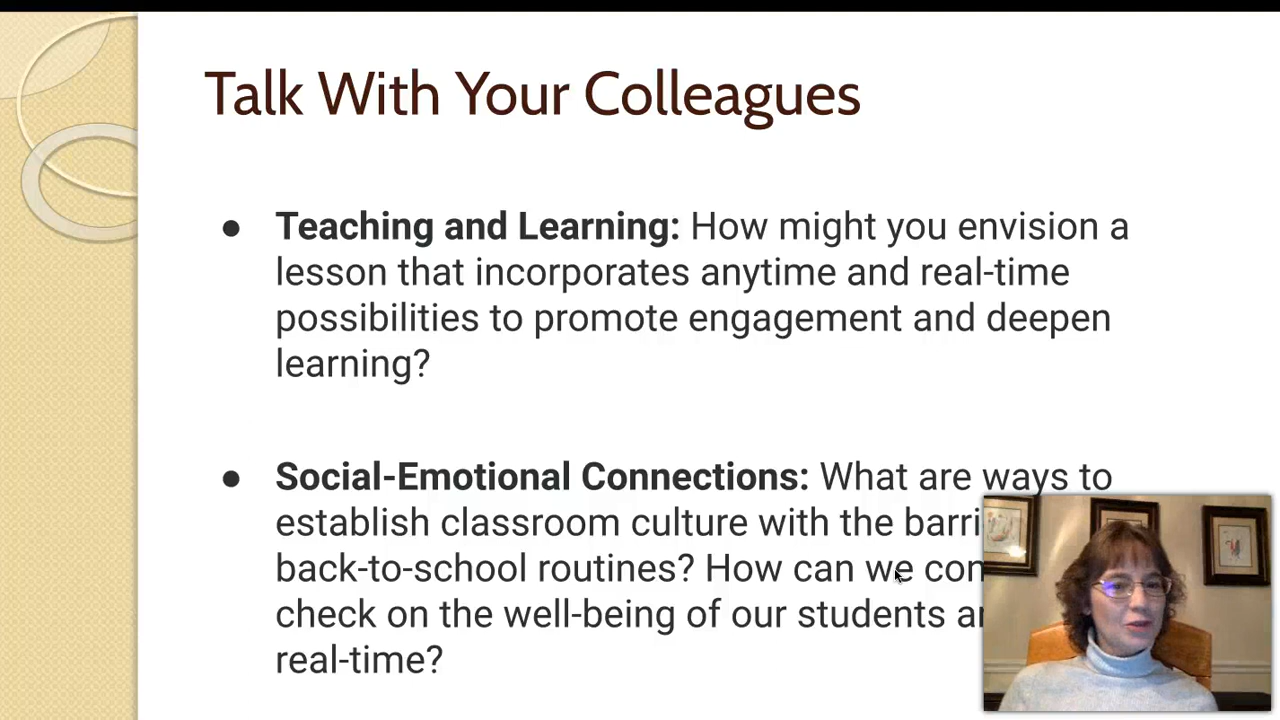 Talk With Your Colleagues
● Teaching and Learning: How might you envision a
lesson that incorporates anytime and real-time
possibilities to promote engagement and deepen
learning?
● Social-Emotional Connections: What are ways to
establish classroom culture with the
back-to-school routines? How can we
check on the well-being of our students
real-time?